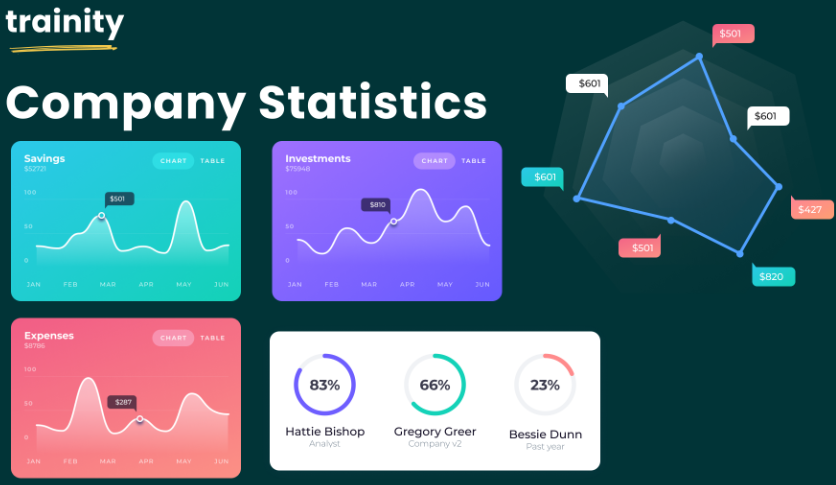 trainity
Company Statistics
Savings
$52721
CHART TABLE
100
50
0
$501
JAN FEB MAR APR MAY JUN
Investments
$75948
CHART TABLE
100
50
0
$810
JAN FEB MAR APR MAY JUN
$501
$601
$601
$601
$427
$501
$820
Expenses
$8786
CHART TABLE
100
50
0
$287
JAN FEB MAR APR MAY JUN
83% 66% 23%
Hattie Bishop Gregory Greer Bessie Dunn
Analyst Company v2 Past year